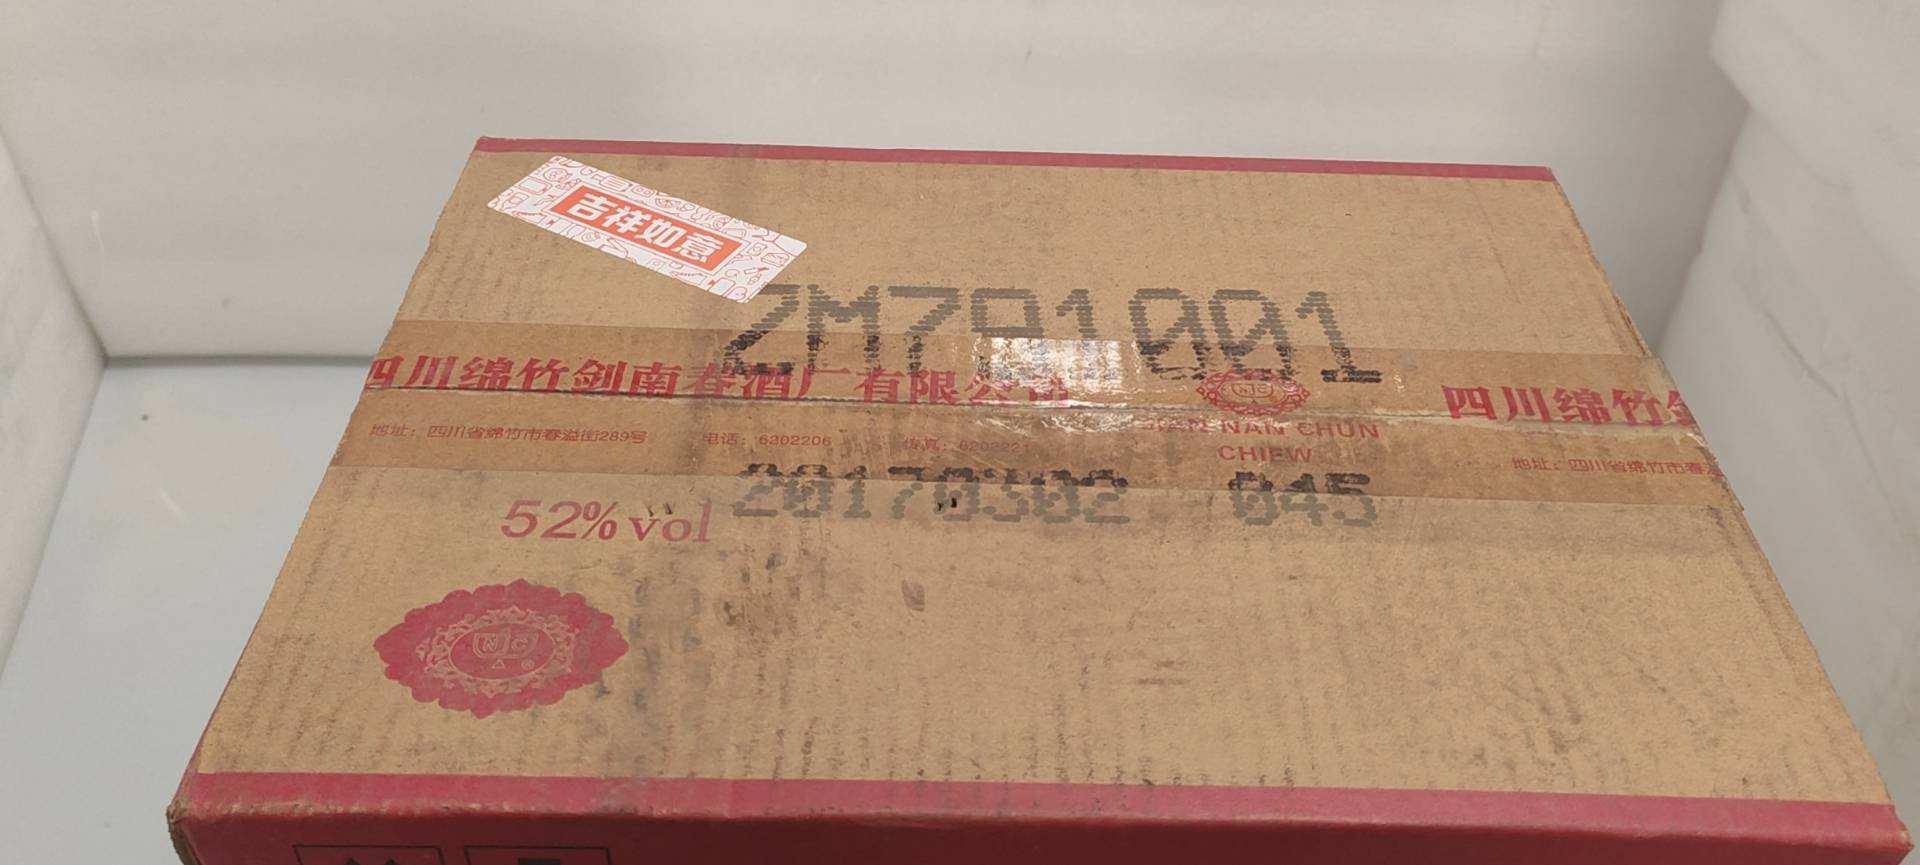 吉祥如意
ZM791001
四川绵竹剑南春酒厂有限公司
四川绵竹
地址：四川省绵竹市春溢街289号
电话：6302206
传真：6202221
JIAN NAN CHUN
CHIEW
地址：四川省绵竹市春
20170302 045
52% vol